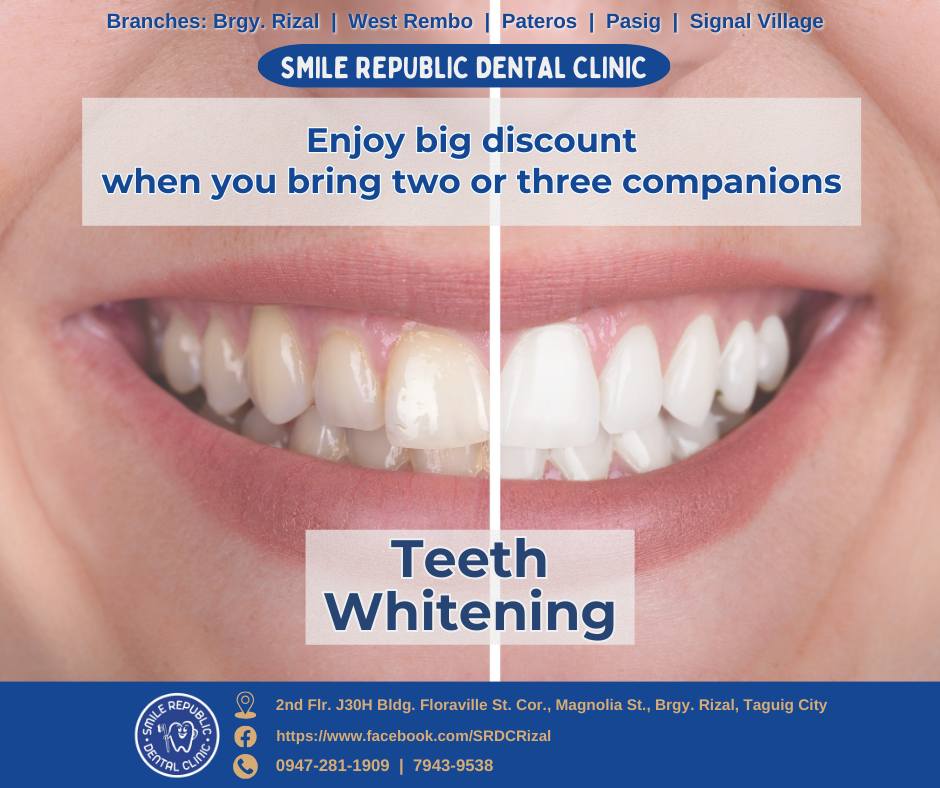 Branches: Brgy. Rizal | West Rembo | Pateros | Pasig | Signal Village
SMILE REPUBLIC DENTAL CLINIC
Enjoy big discount
when you bring two or three companions
Teeth
Whitening
SMILE REPUBLIC
DENTAL CLINIC
2nd Flr. J30H Bldg. Floraville St. Cor., Magnolia St., Brgy. Rizal, Taguig City
https://www.facebook.com/SRDCRizal
0947-281-1909 | 7943-9538